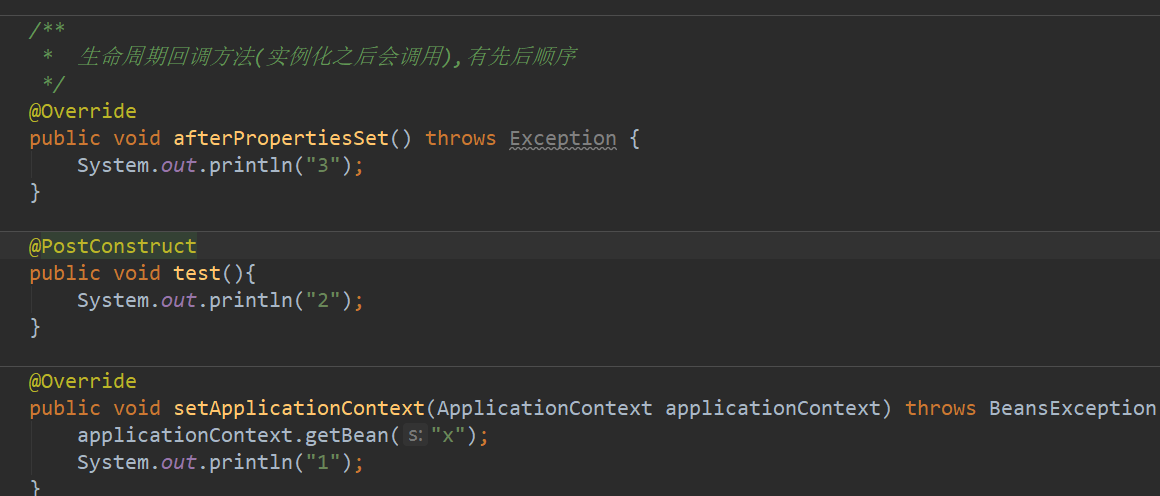 /**
 *  生命周期回调方法(实例化之后会调用),有先后顺序
 */
@Override
public void afterPropertiesSet() throws Exception {
    System.out.println("3");
}
@PostConstruct
public void test(){
    System.out.println("2");
}
@Override
public void setApplicationContext(ApplicationContext applicationContext) throws BeansException
    applicationContext.getBean( s: "x");
    System.out.println("1");
}